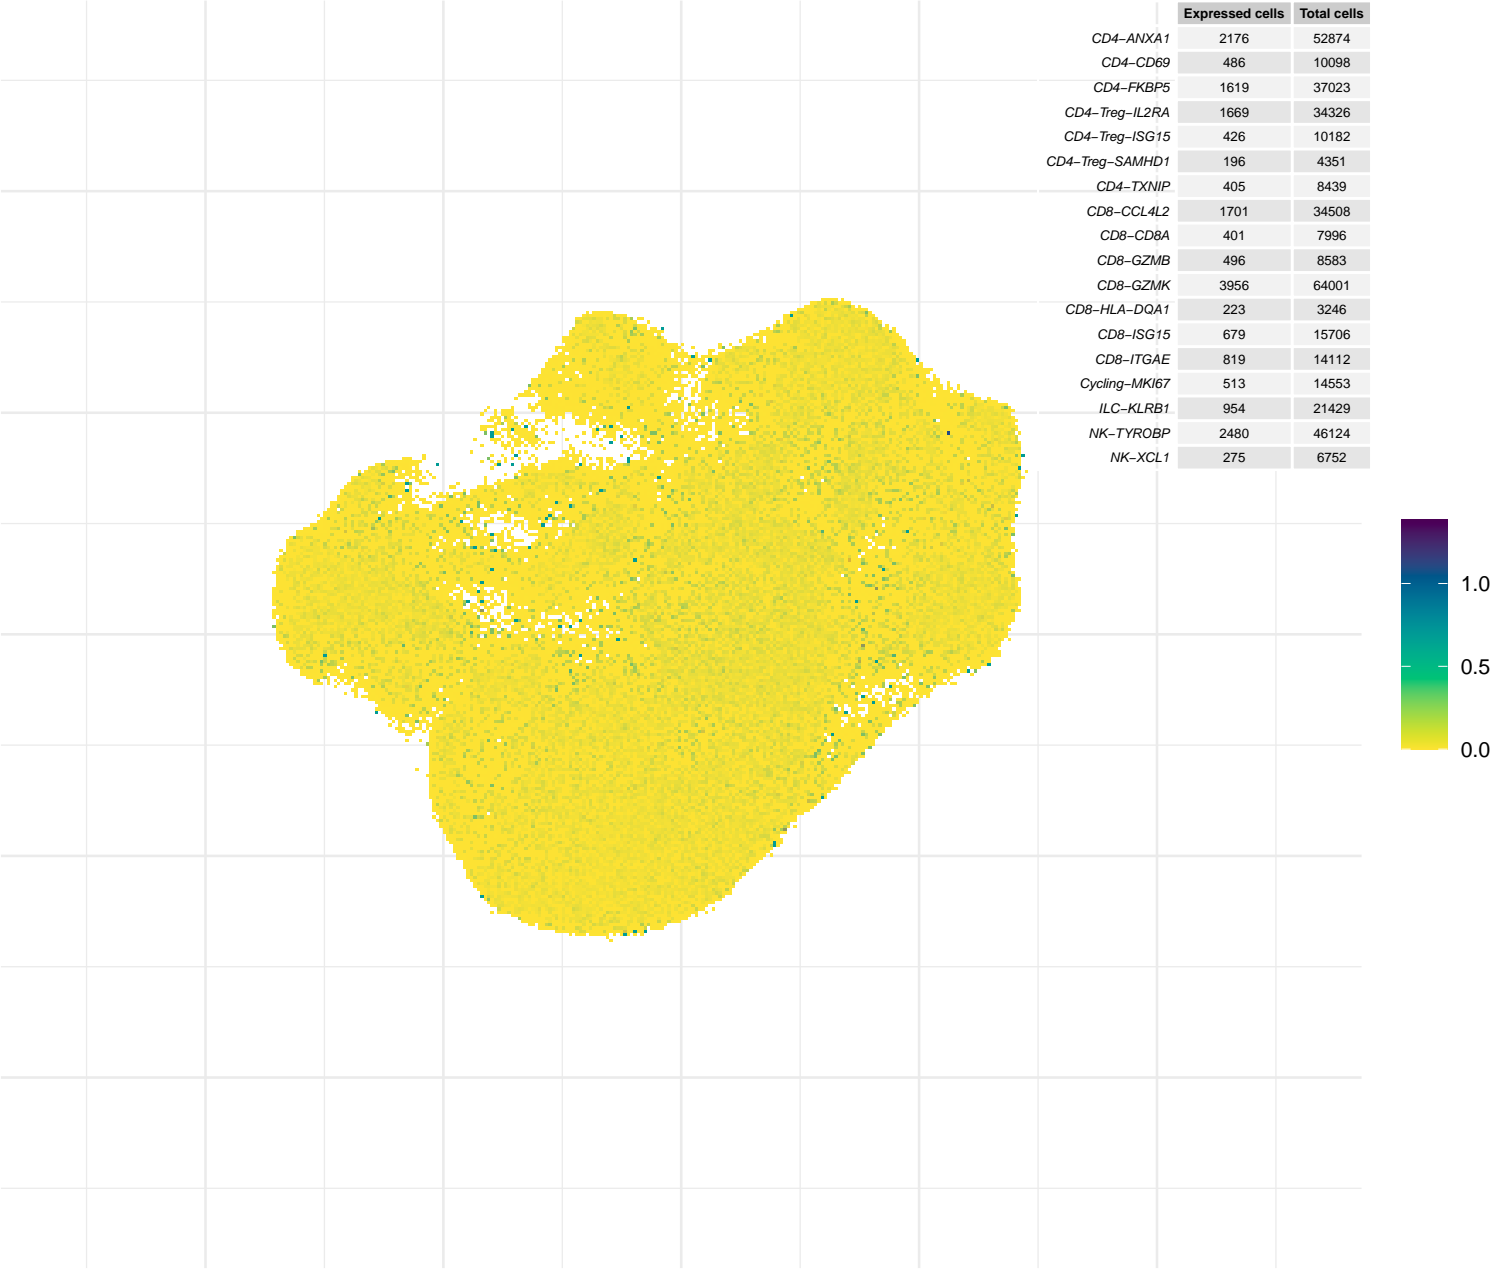 Expressed cells Total cells
CD4−ANXA1 2176 52874
CD4−CD69 486 10098
CD4−FKBP5 1619 37023
CD4−Treg−IL2RA 1669 34326
CD4−Treg−ISG15 426 10182
CD4−Treg−SAMHD1 196 4351
CD4−TXNIP 405 8439
CD8−CCL4L2 1701 34508
CD8−CD8A 401 7996
CD8−GZMB 496 8583
CD8−GZMK 3956 64001
CD8−HLA−DQA1 223 3246
CD8−ISG15 679 15706
CD8−ITGAE 819 14112
Cycling−MKI67 513 14553
ILC−KLRB1 954 21429
NK−TYROBP 2480 46124
NK−XCL1 275 6752
1.0
0.5
0.0